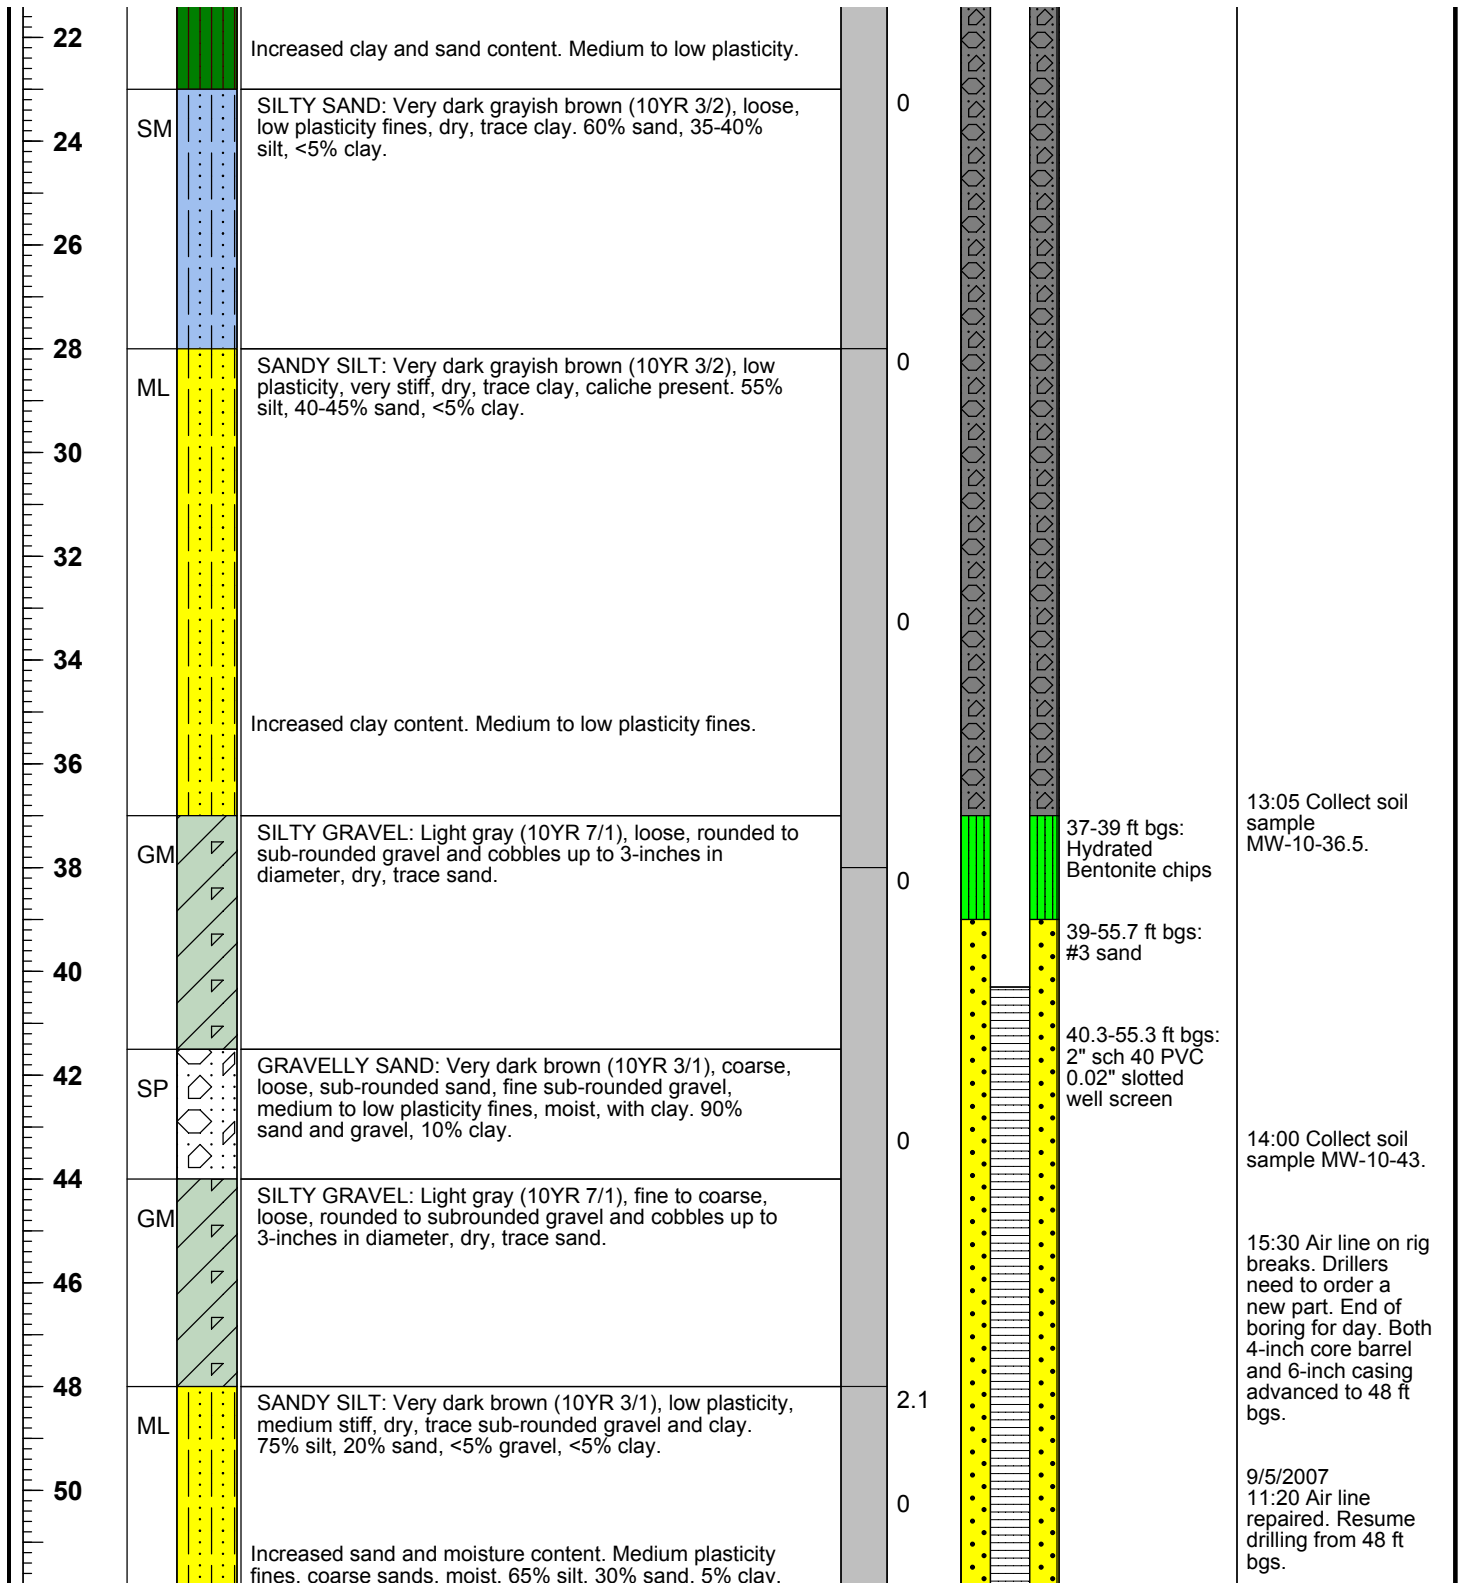 22
Increased clay and sand content. Medium to low plasticity.
SM
SILTY SAND: Very dark grayish brown (10YR 3/2), loose,
low plasticity fines, dry, trace clay. 60% sand, 35-40%
silt, <5% clay.
0
24
26
28
ML
SANDY SILT: Very dark grayish brown (10YR 3/2), low
plasticity, very stiff, dry, trace clay, caliche present. 55%
silt, 40-45% sand, <5% clay.
0
30
32
0
34
Increased clay content. Medium to low plasticity fines.
36
13:05 Collect soil
sample
MW-10-36.5.
GM
SILTY GRAVEL: Light gray (10YR 7/1), loose, rounded to
sub-rounded gravel and cobbles up to 3-inches in
diameter, dry, trace sand.
37-39 ft bgs:
Hydrated
Bentonite chips
38
0
39-55.7 ft bgs:
#3 sand
40
40.3-55.3 ft bgs:
2" sch 40 PVC
0.02" slotted
well screen
42
SP
GRAVELLY SAND: Very dark brown (10YR 3/1), coarse,
loose, sub-rounded sand, fine sub-rounded gravel,
medium to low plasticity fines, moist, with clay. 90%
sand and gravel, 10% clay.
0
14:00 Collect soil
sample MW-10-43.
44
GM
SILTY GRAVEL: Light gray (10YR 7/1), fine to coarse,
loose, rounded to subrounded gravel and cobbles up to
3-inches in diameter, dry, trace sand.
46
15:30 Air line on rig
breaks. Drillers
need to order a
new part. End of
boring for day. Both
4-inch core barrel
and 6-inch casing
advanced to 48 ft
bgs.
48
ML
SANDY SILT: Very dark brown (10YR 3/1), low plasticity,
medium stiff, dry, trace sub-rounded gravel and clay.
75% silt, 20% sand, <5% gravel, <5% clay.
2.1
50
0
9/5/2007
11:20 Air line
repaired. Resume
drilling from 48 ft
bgs.
Increased sand and moisture content. Medium plasticity
fines, coarse sands, moist. 65% silt, 30% sand, 5% clay.